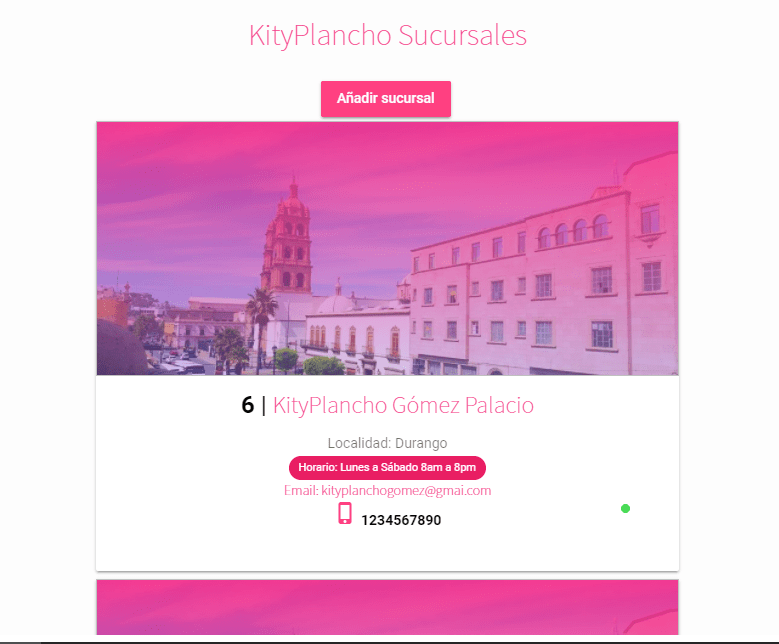 KityPlancho Sucursales
Añadir sucursal
6 | KityPlancho Gómez Palacio
Localidad: Durango
Horario: Lunes a Sábado 8am a 8pm
Email: kityplanchogomez@gmai.com
1234567890